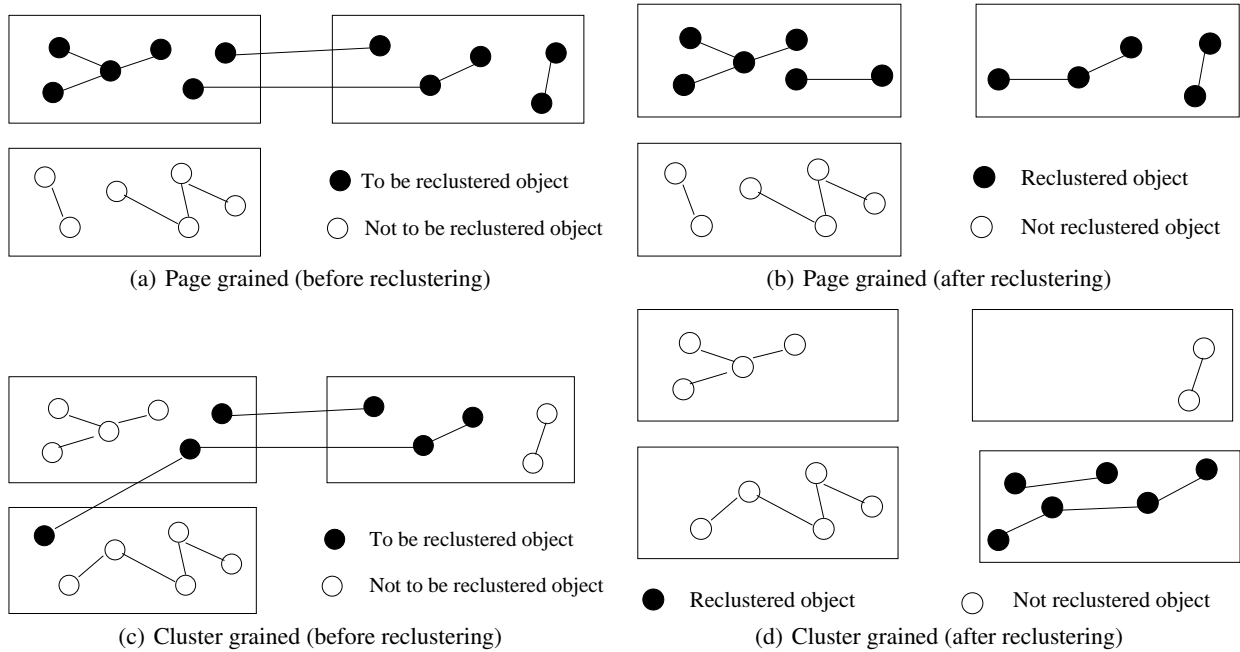 To be reclustered object
Not to be reclustered object
(a) Page grained (before reclustering)
Reclustered object
Not reclustered object
(b) Page grained (after reclustering)
To be reclustered object
Not to be reclustered object
(c) Cluster grained (before reclustering)
Reclustered object
Not reclustered object
(d) Cluster grained (after reclustering)